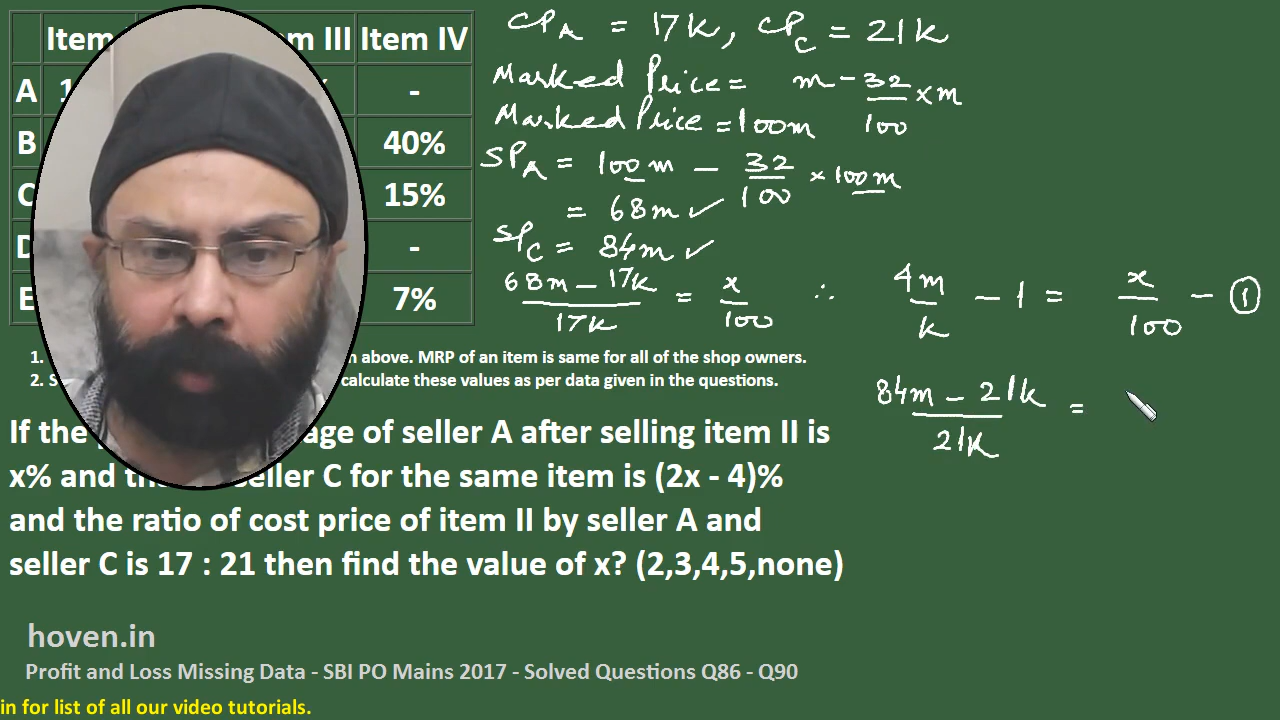 Item III Item IV
A 1 -
B 40%
C 15%
D -
E 7%
CPA = 17k, CPC = 21k
Marked Price = m - 32/100 × m
Marked Price = 100m
SPA = 100m - 32/100 × 100m
= 68m ✓
SPC = 84m ✓
68m - 17k / 17k = x/100 ∴ 4m/k - 1 = x/100 - ①
84m - 21k / 21k =
1. above. MRP of an item is same for all of the shop owners.
2. calculate these values as per data given in the questions.
If the age of seller A after selling item II is
x% and seller C for the same item is (2x - 4)%
and the ratio of cost price of item II by seller A and
seller C is 17 : 21 then find the value of x? (2,3,4,5,none)
hoven.in
Profit and Loss Missing Data - SBI PO Mains 2017 - Solved Questions Q86 - Q90
in for list of all our video tutorials.